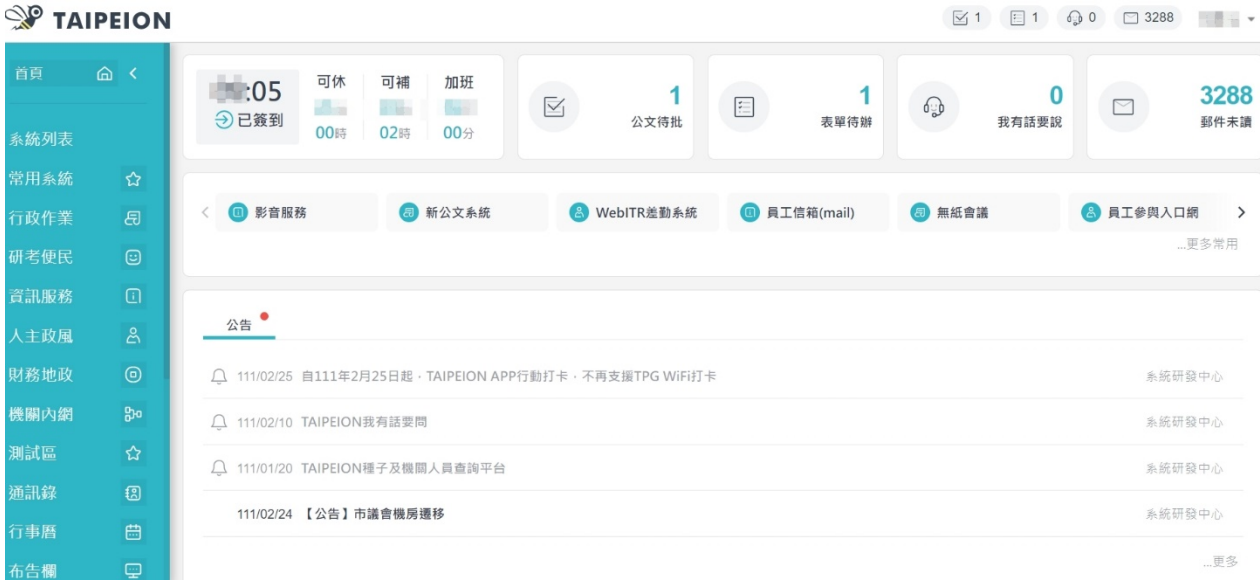 TAIPEION
1
1
0
3288
首頁
系統列表
常用系統
行政作業
研考便民
資訊服務
人主政風
財務地政
機關內網
測試區
通訊錄
行事曆
布告欄
:05
已簽到
可休
00時
可補
02時
加班
00分
1
公文待批
1
表單待辦
0
我有話要說
3288
郵件未讀
影音服務
新公文系統
WebITR差勤系統
員工信箱(mail)
無紙會議
員工參與入口網
...更多常用
公告
111/02/25 自111年2月25日起，TAIPEION APP行動打卡，不再支援TPG WiFi打卡 系統研發中心
111/02/10 TAIPEION我有話要問 系統研發中心
111/01/20 TAIPEION種子及機關人員查詢平台 系統研發中心
111/02/24 【公告】市議會機房遷移 系統研發中心
...更多